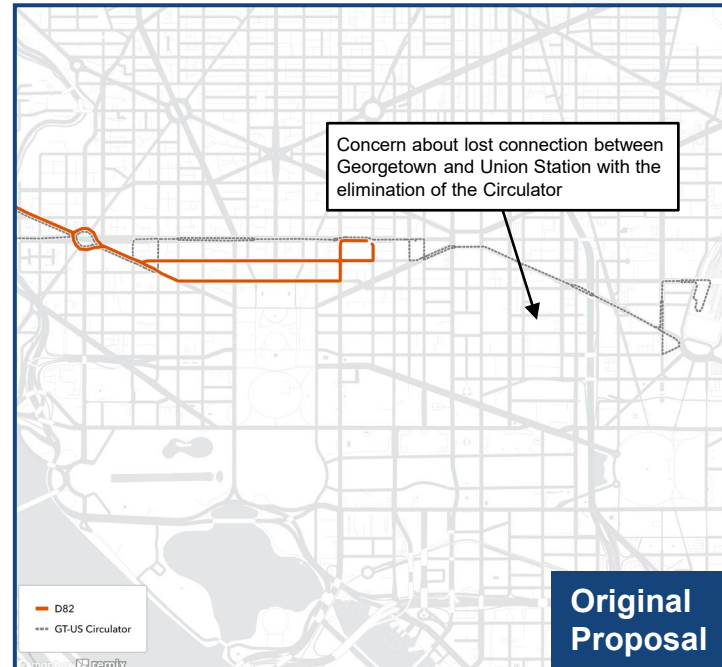 Concern about lost connection between
Georgetown and Union Station with the
elimination of the Circulator
D82
GT-US Circulator
remix
Original
Proposal